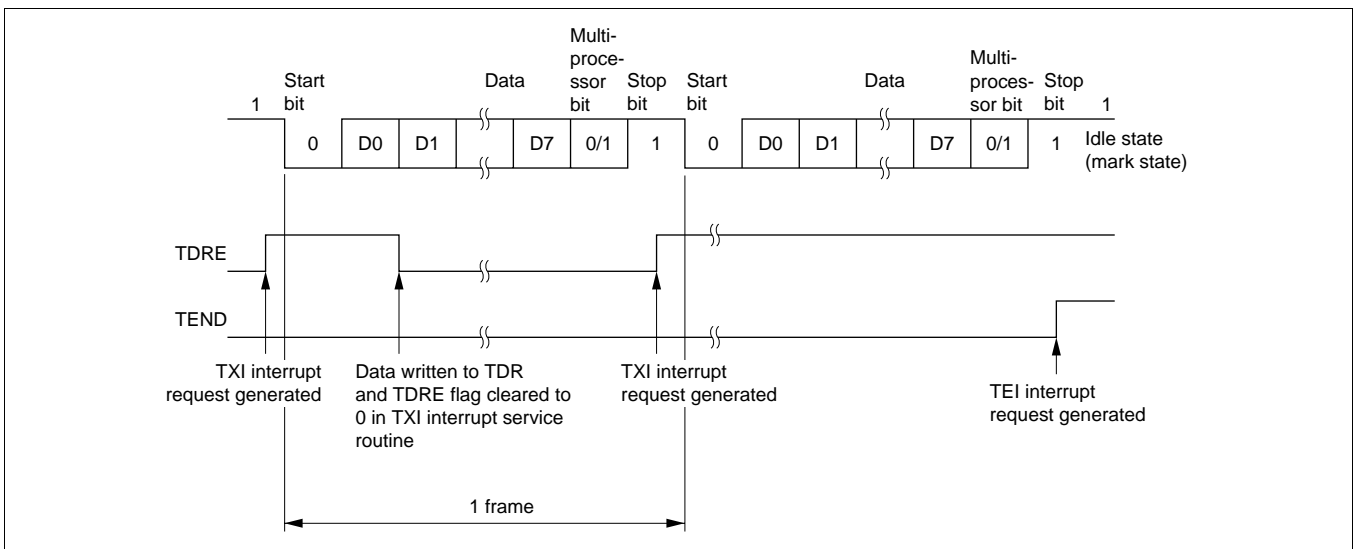 Multi-
proce-
ssor
bit
Start
bit
Data
Stop
bit
Start
bit
Data
Multi-
proces-
sor bit
Stop
bit
1
1
0
D0
D1
D7
0/1
1
0
D0
D1
D7
0/1
1
Idle state
(mark state)
TDRE
TEND
TXI interrupt
request generated
Data written to TDR
and TDRE flag cleared to
0 in TXI interrupt service
routine
TXI interrupt
request generated
TEI interrupt
request generated
1 frame